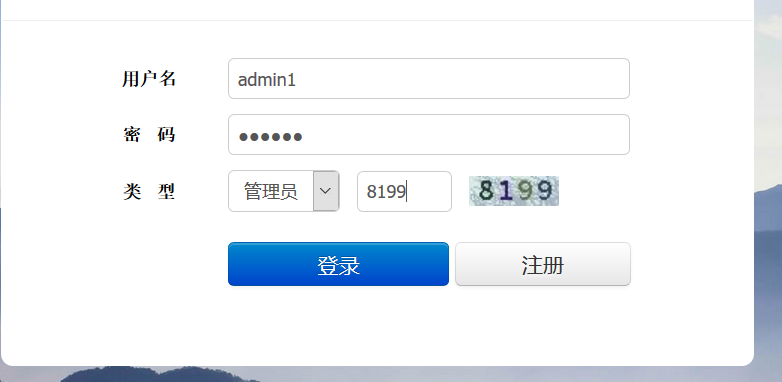 用户名 admin1
密 码 ●●●●●●
类 型 管理员 8199 8199
登录 注册